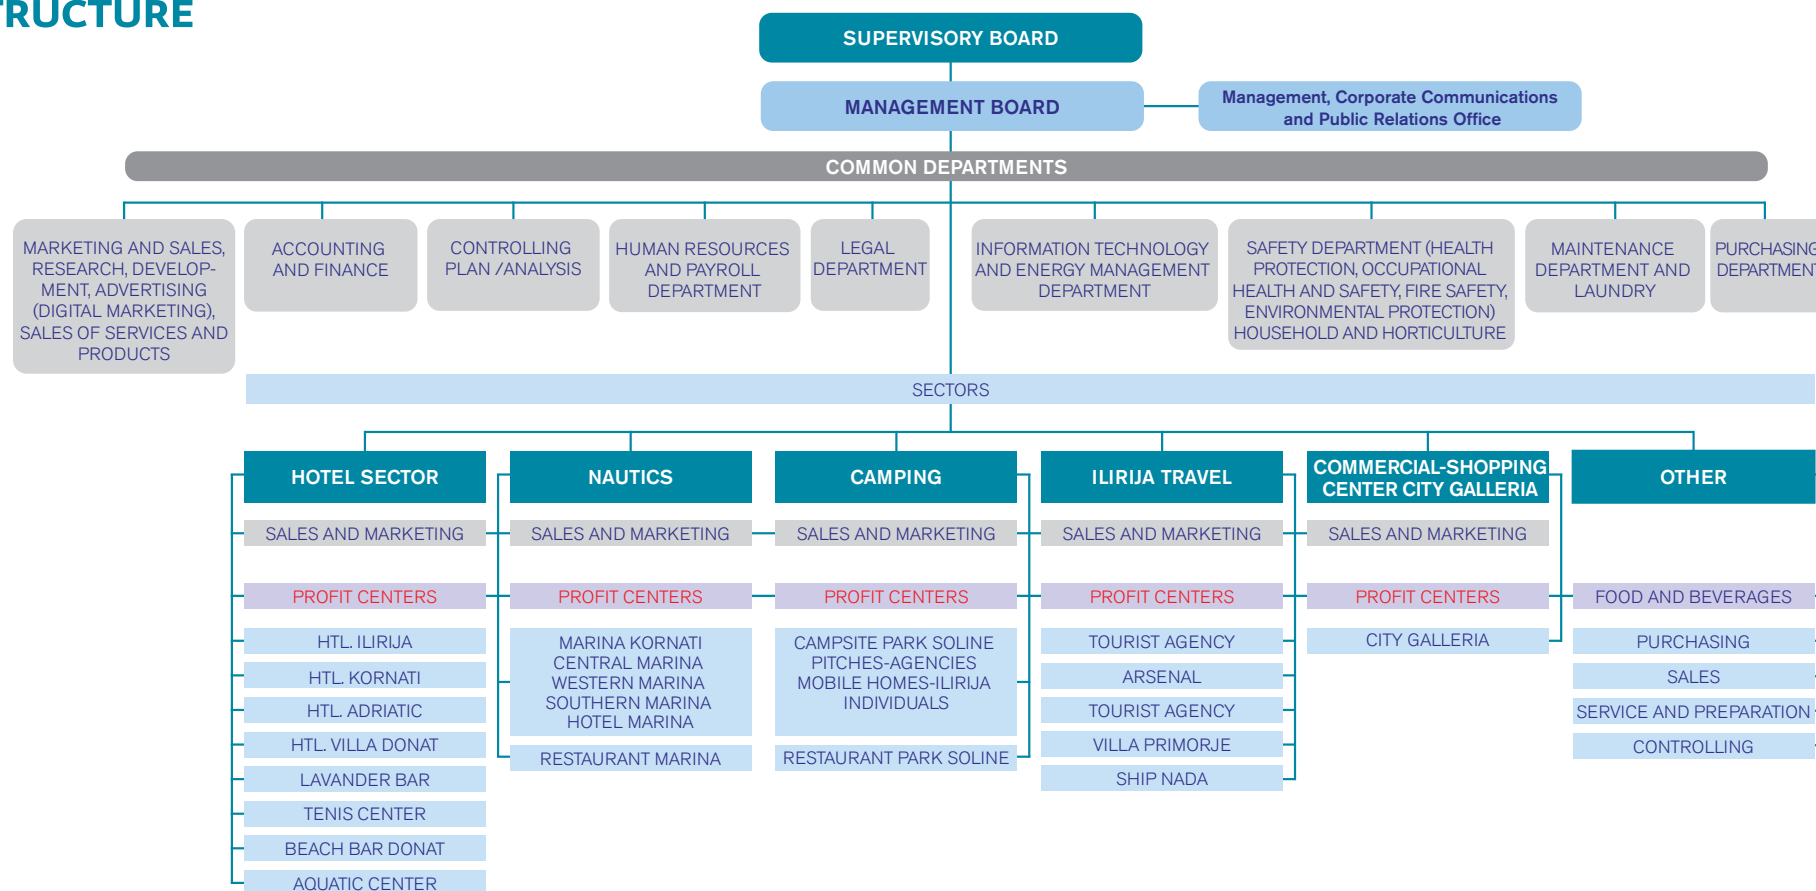 TRUCTURE
SUPERVISORY BOARD
MANAGEMENT BOARD
Management, Corporate Communications
and Public Relations Office
COMMON DEPARTMENTS
MARKETING AND SALES,
RESEARCH, DEVELOP-
MENT, ADVERTISING
(DIGITAL MARKETING),
SALES OF SERVICES AND
PRODUCTS
ACCOUNTING
AND FINANCE
CONTROLLING
PLAN /ANALYSIS
HUMAN RESOURCES
AND PAYROLL
DEPARTMENT
LEGAL
DEPARTMENT
INFORMATION TECHNOLOGY
AND ENERGY MANAGEMENT
DEPARTMENT
SAFETY DEPARTMENT (HEALTH
PROTECTION, OCCUPATIONAL
HEALTH AND SAFETY, FIRE SAFETY,
ENVIRONMENTAL PROTECTION)
HOUSEHOLD AND HORTICULTURE
MAINTENANCE
DEPARTMENT AND
LAUNDRY
PURCHASING
DEPARTMENT
SECTORS
HOTEL SECTOR
SALES AND MARKETING
PROFIT CENTERS
HTL. ILIRIJA
HTL. KORNATI
HTL. ADRIATIC
HTL. VILLA DONAT
LAVANDER BAR
TENIS CENTER
BEACH BAR DONAT
AQUATIC CENTER
NAUTICS
SALES AND MARKETING
PROFIT CENTERS
MARINA KORNATI
CENTRAL MARINA
WESTERN MARINA
SOUTHERN MARINA
HOTEL MARINA
RESTAURANT MARINA
CAMPING
SALES AND MARKETING
PROFIT CENTERS
CAMPSITE PARK SOLINE
PITCHES-AGENCIES
MOBILE HOMES-ILIRIJA
INDIVIDUALS
RESTAURANT PARK SOLINE
ILIRIJA TRAVEL
SALES AND MARKETING
PROFIT CENTERS
TOURIST AGENCY
ARSENAL
TOURIST AGENCY
VILLA PRIMORJE
SHIP NADA
COMMERCIAL-SHOPPING
CENTER CITY GALLERIA
SALES AND MARKETING
PROFIT CENTERS
CITY GALLERIA
OTHER
FOOD AND BEVERAGES
PURCHASING
SALES
SERVICE AND PREPARATION
CONTROLLING